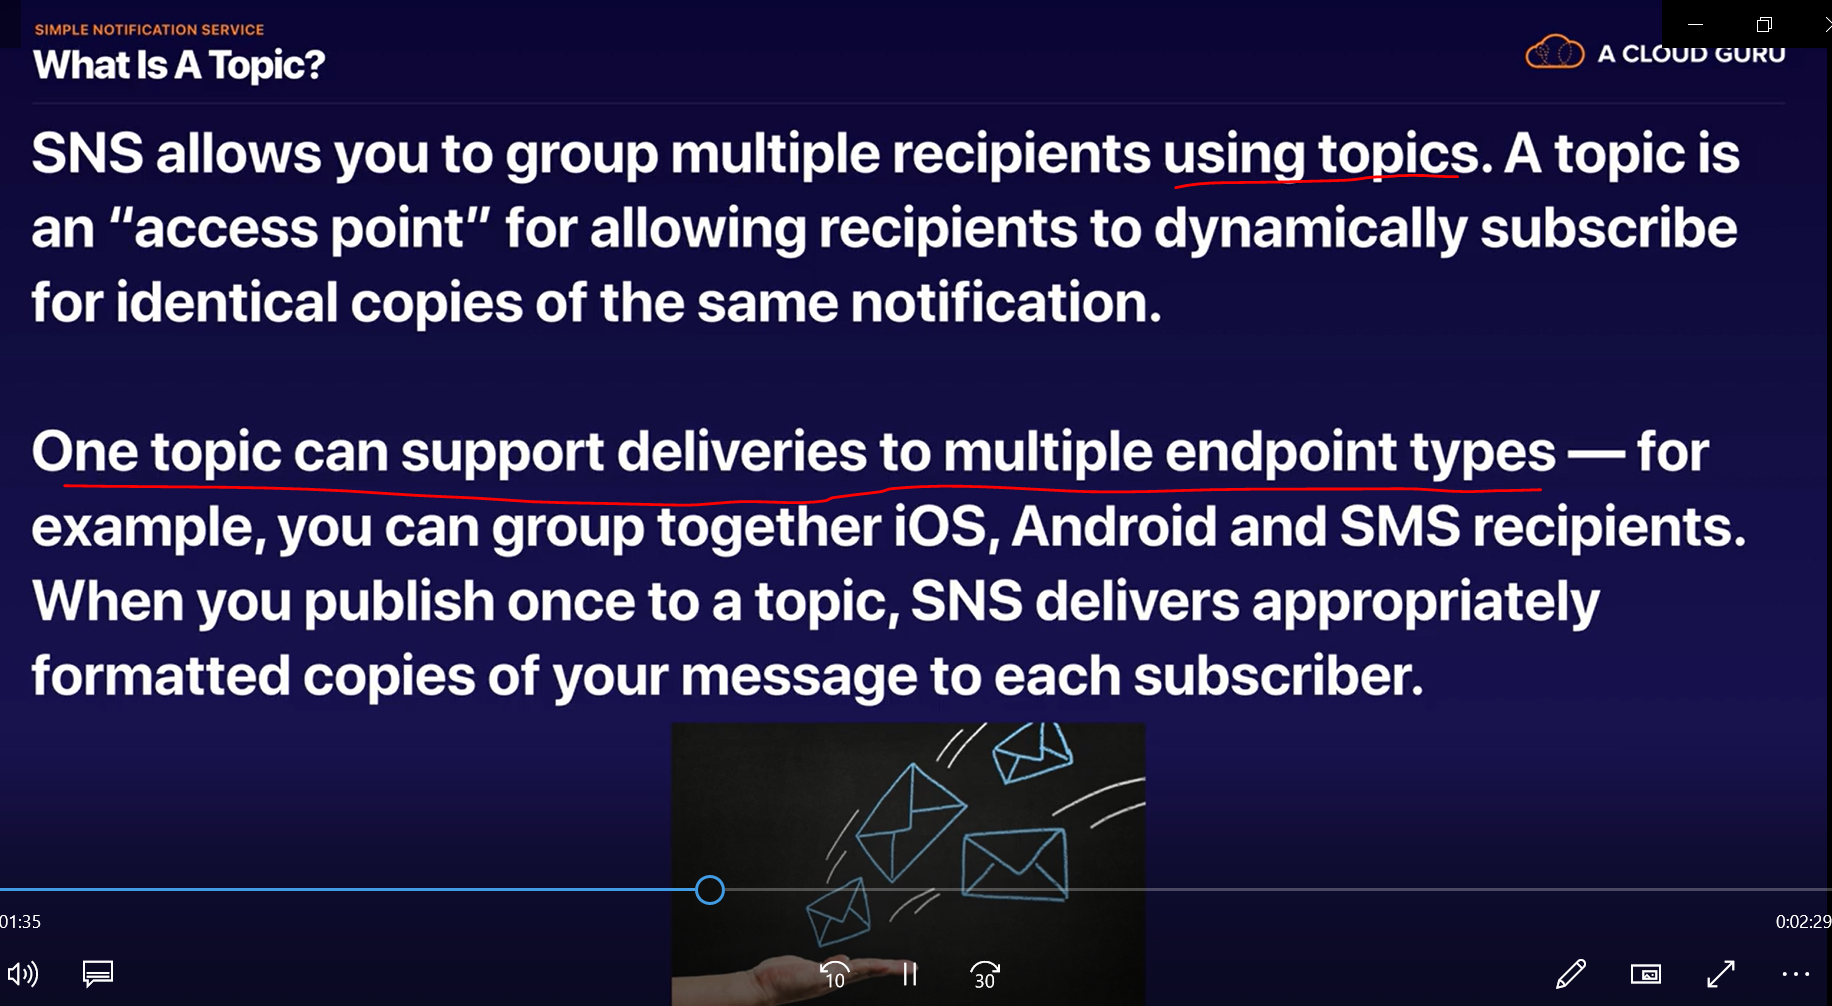 SIMPLE NOTIFICATION SERVICE
What Is A Topic?
A CLOUD GURU
SNS allows you to group multiple recipients using topics. A topic is
an “access point” for allowing recipients to dynamically subscribe
for identical copies of the same notification.
One topic can support deliveries to multiple endpoint types — for
example, you can group together iOS, Android and SMS recipients.
When you publish once to a topic, SNS delivers appropriately
formatted copies of your message to each subscriber.
01:35
0:02:29
10
30